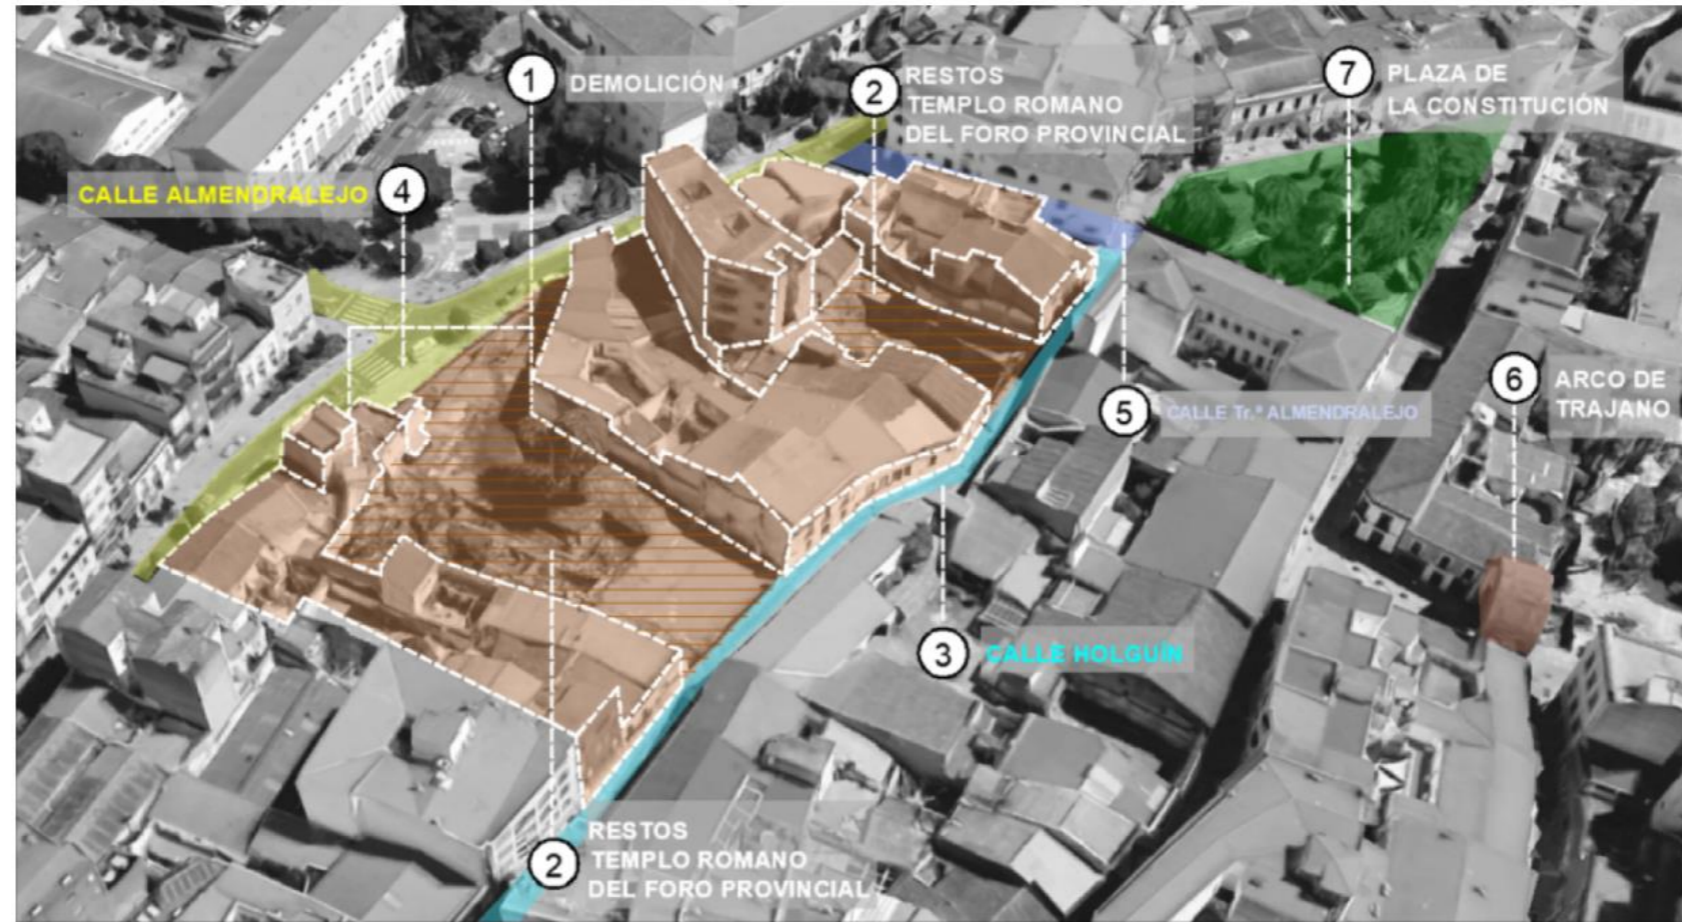 1 DEMOLICIÓN
2 RESTOS
TEMPLO ROMANO
DEL FORO PROVINCIAL
7 PLAZA DE
LA CONSTITUCIÓN
CALLE ALMENDRALEJO 4
6 ARCO DE
TRAJANO
5 CALLE Tr.ª ALMENDRALEJO
3 CALLE HOLGUÍN
2 RESTOS
TEMPLO ROMANO
DEL FORO PROVINCIAL